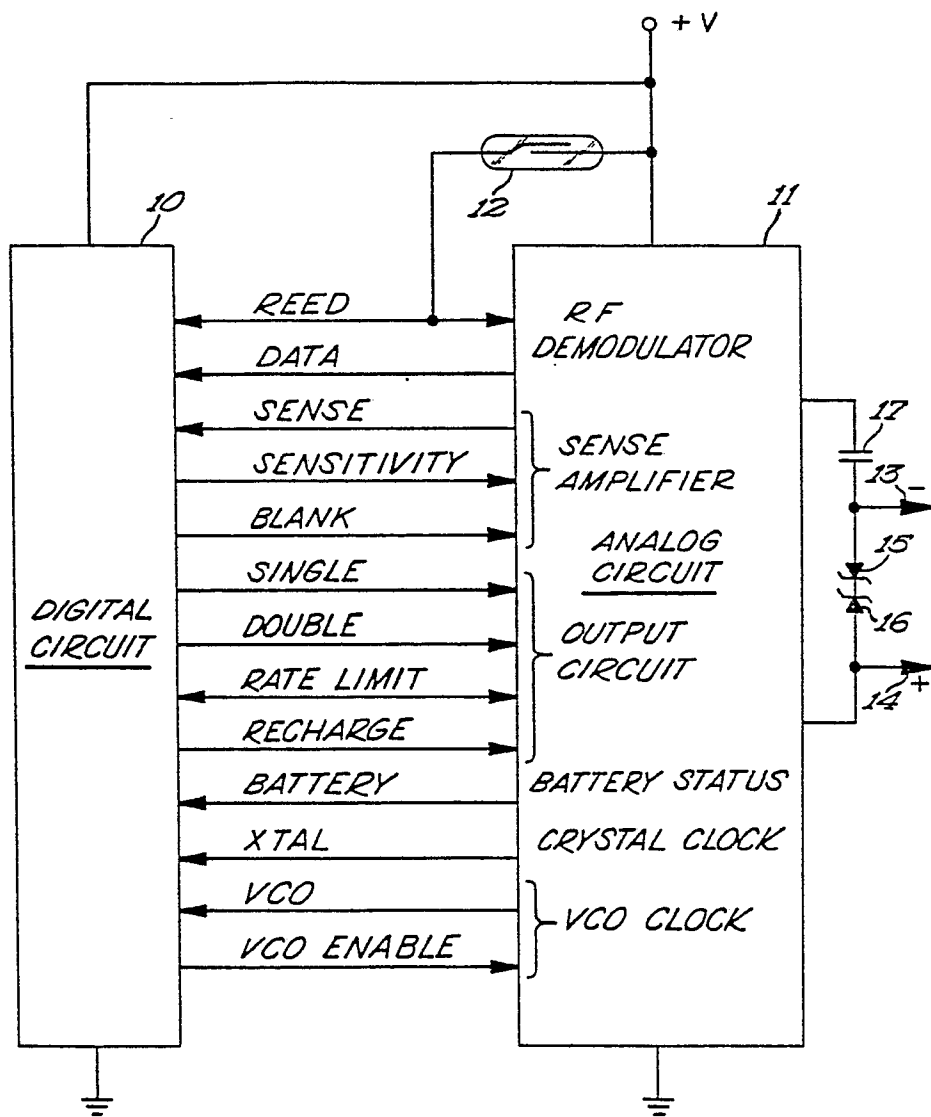 + V
12
10
11
REED
RF
DEMODULATOR
DATA
SENSE
SENSITIVITY
SENSE
AMPLIFIER
BLANK
17
13 -
15
16
14 +
SINGLE
ANALOG
CIRCUIT
DIGITAL
CIRCUIT
DOUBLE
OUTPUT
CIRCUIT
RATE LIMIT
RECHARGE
BATTERY
BATTERY STATUS
XTAL
CRYSTAL CLOCK
VCO
VCO CLOCK
VCO ENABLE